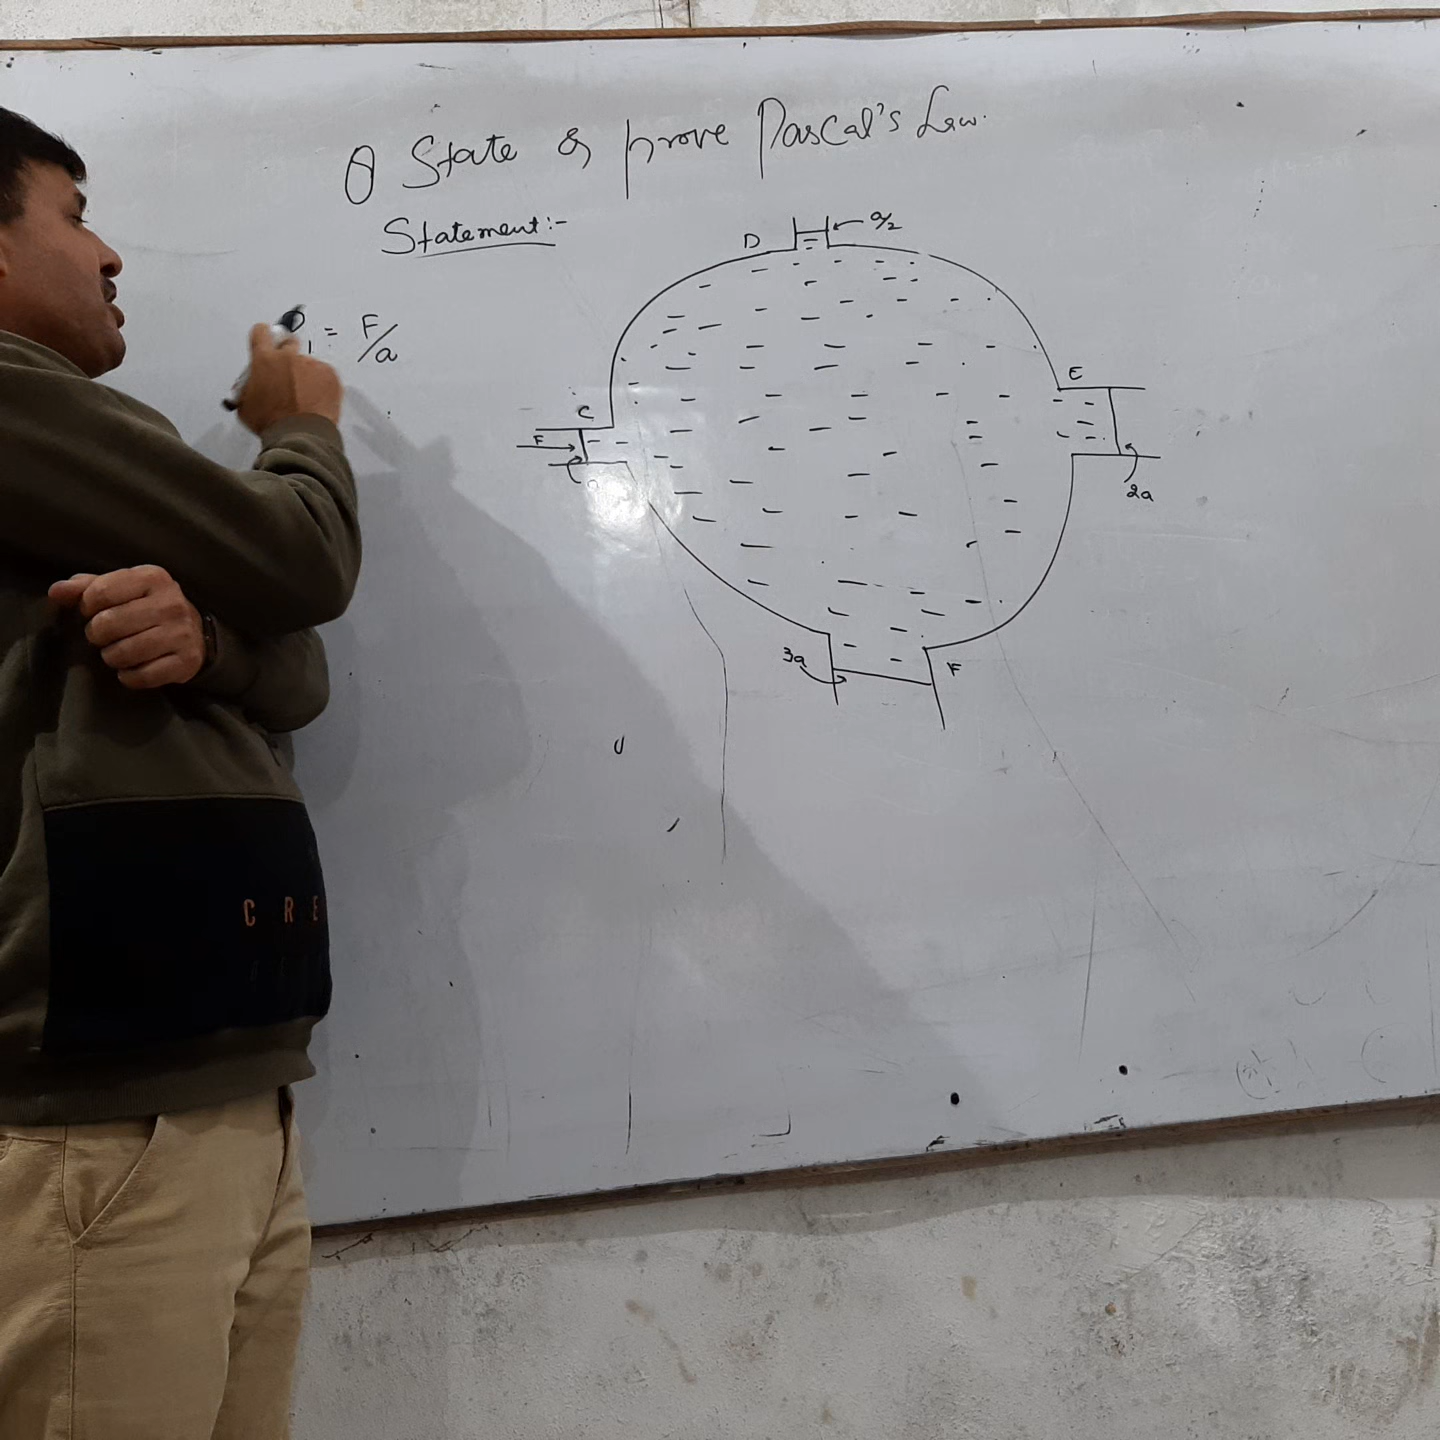 Q State & prove Pascal's Law.
Statement:-
P₁ = F/a
D
a/2
E
C
F
a
2a
3a
F
C R E